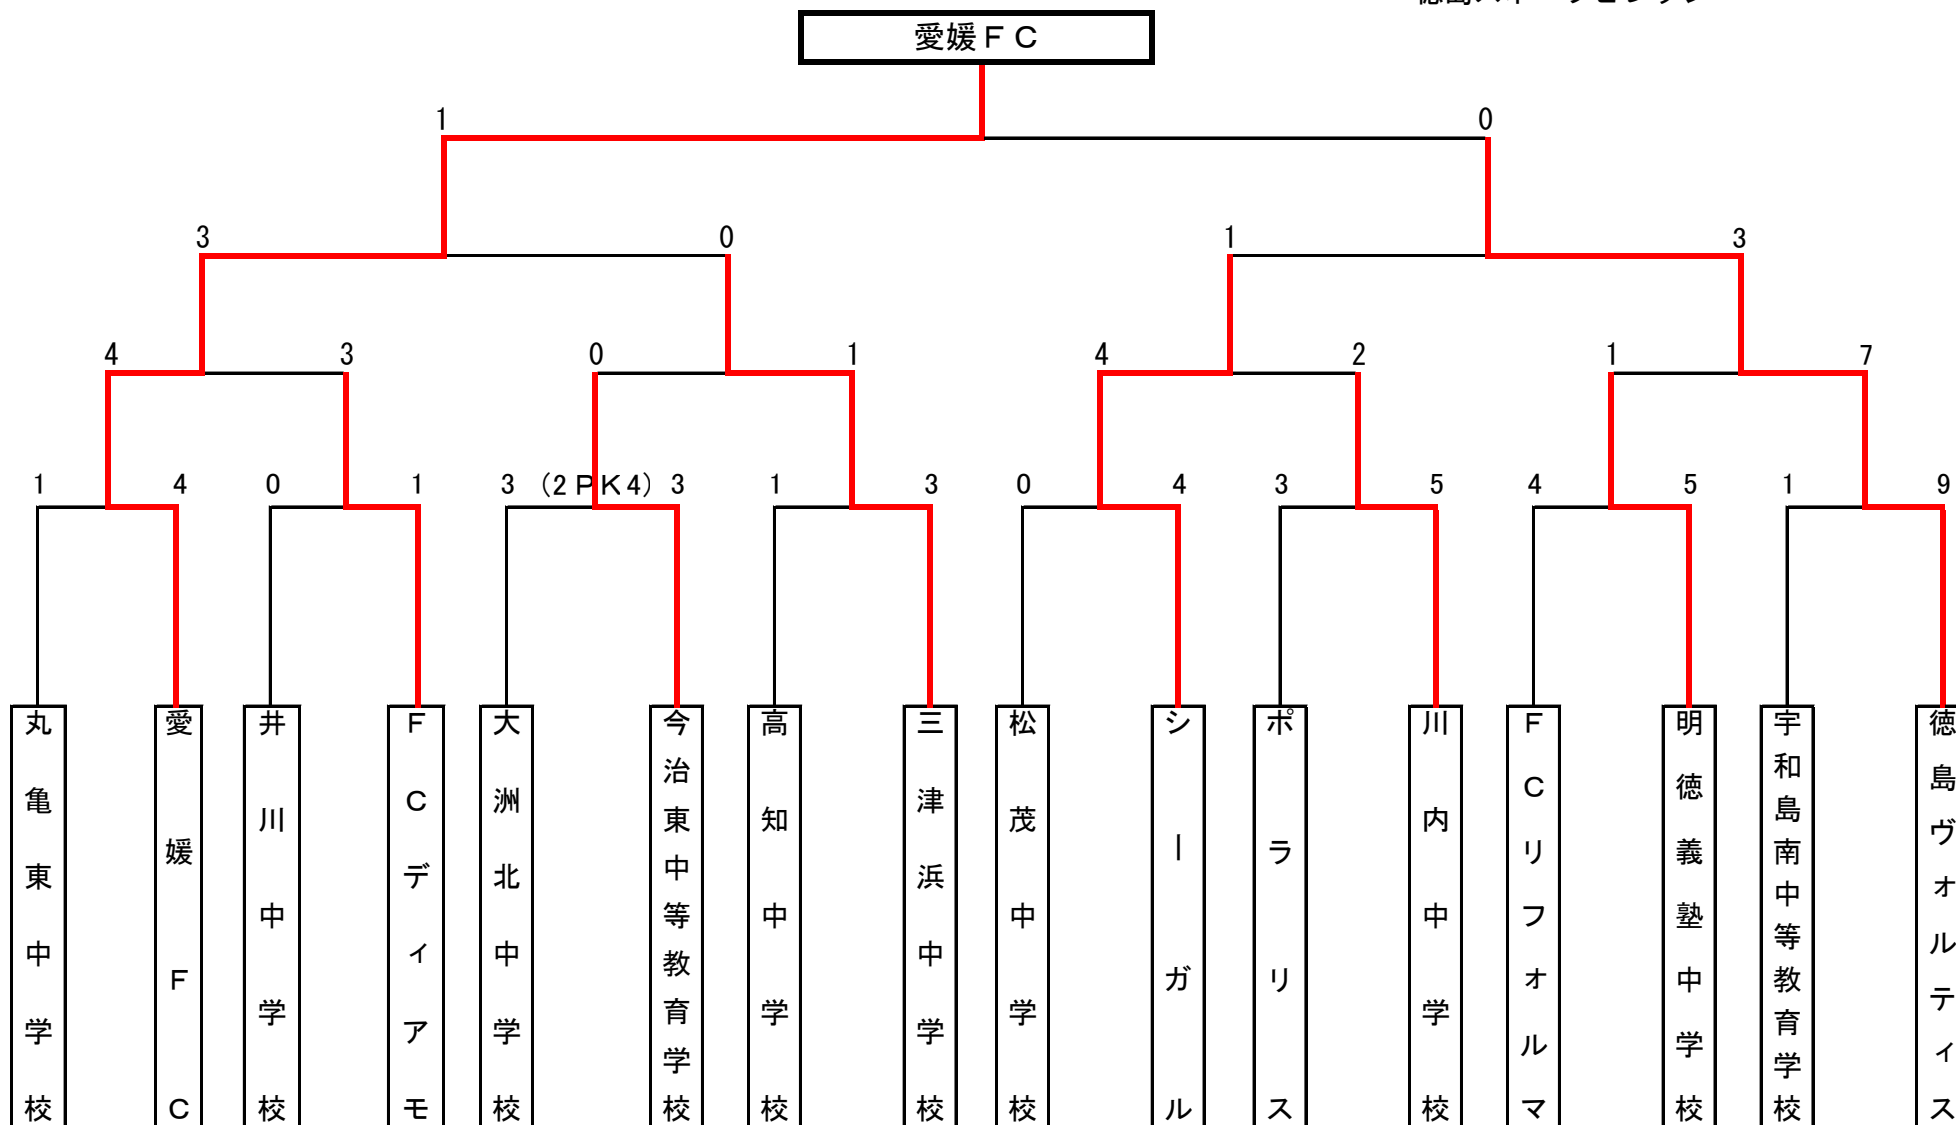 愛媛ＦＣ
1 0
3 0 1 3
4 3 0 1 4 2 1 7
1 4 0 1 3 (2ＰＫ4) 3 1 3 0 4 3 5 4 5 1 9
丸亀東中学校
愛媛ＦＣ
井川中学校
ＦＣディアモ
大洲北中学校
今治東中等教育学校
高知中学校
三津浜中学校
松茂中学校
シーガル
ポラリス
川内中学校
ＦＣリフォルマ
明徳義塾中学校
宇和島南中等教育学校
徳島ヴォルティス